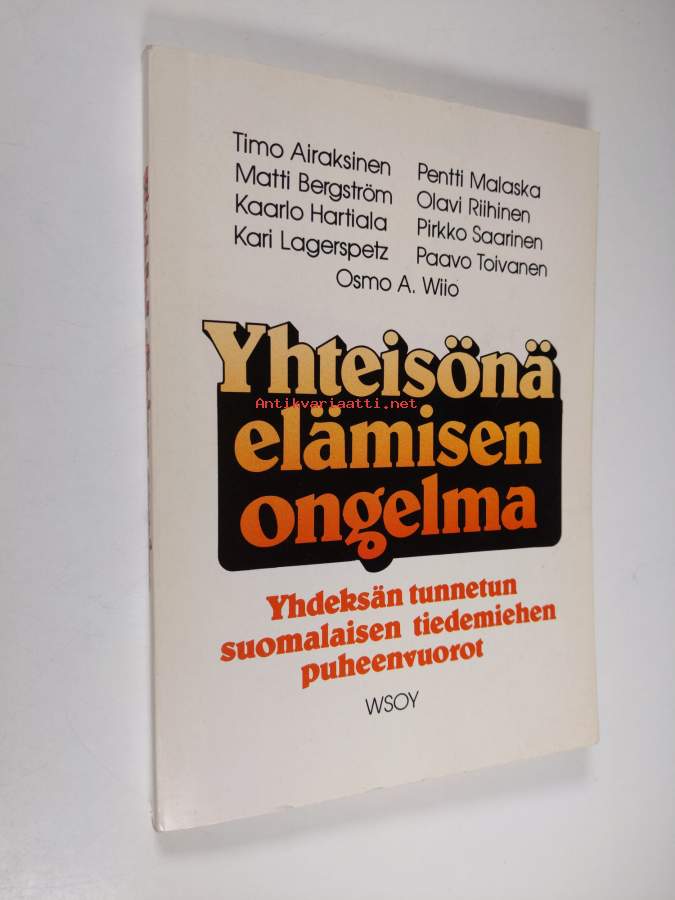 Timo Airaksinen
Matti Bergström
Kaarlo Hartiala
Kari Lagerspetz
Pentti Malaska
Olavi Riihinen
Pirkko Saarinen
Paavo Toivanen
Osmo A. Wiio
Yhteisönä
Antikvariaatti.net
elämisen
ongelma
Yhdeksän tunnetun
suomalaisen tiedemiehen
puheenvuorot
WSOY